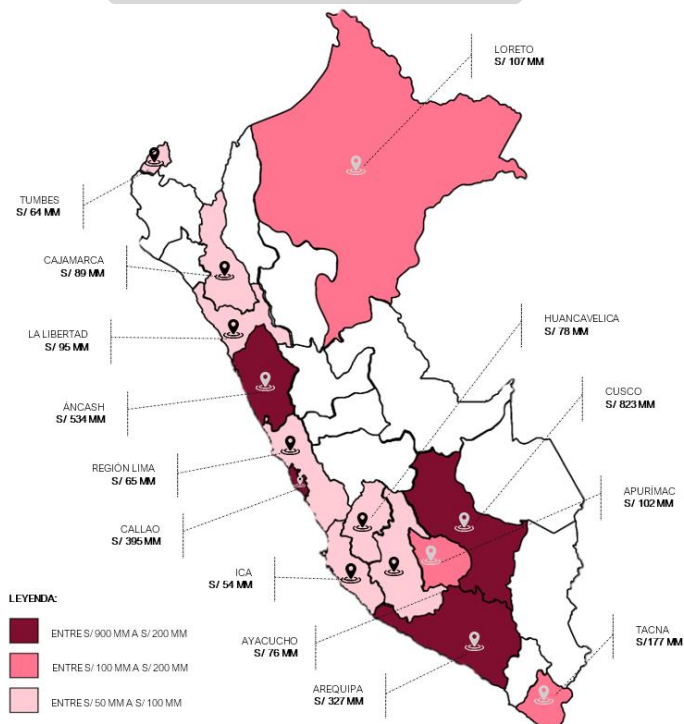 LORETO
S/ 107 MM
TUMBES
S/ 64 MM
CAJAMARCA
S/ 89 MM
HUANCAVELICA
S/ 78 MM
LA LIBERTAD
S/ 95 MM
CUSCO
S/ 823 MM
ÁNCASH
S/ 534 MM
REGIÓN LIMA
S/ 65 MM
APURÍMAC
S/ 102 MM
CALLAO
S/ 395 MM
ICA
S/ 54 MM
LEYENDA:
ENTRE S/ 900 MM A S/ 200 MM
ENTRE S/ 100 MM A S/ 200 MM
ENTRE S/ 50 MM A S/ 100 MM
AYACUCHO
S/ 76 MM
TACNA
S/ 177 MM
AREQUIPA
S/ 327 MM